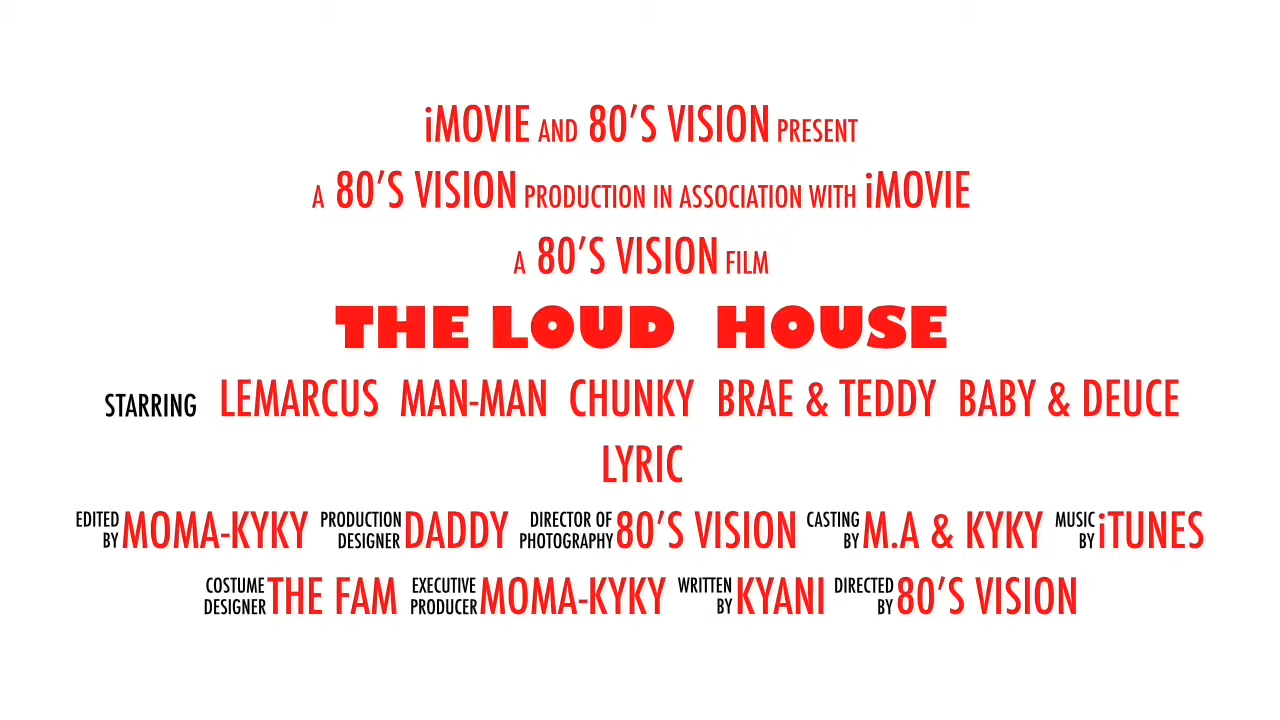 iMOVIE AND 80'S VISION PRESENT
A 80'S VISION PRODUCTION IN ASSOCIATION WITH iMOVIE
A 80'S VISION FILM
THE LOUD HOUSE
STARRING LEMARCUS MAN-MAN CHUNKY BRAE & TEDDY BABY & DEUCE
LYRIC
EDITED BY MOMA-KYKY PRODUCTION DESIGNER DADDY DIRECTOR OF PHOTOGRAPHY 80'S VISION CASTING BY M.A & KYKY MUSIC BY iTUNES
COSTUME DESIGNER THE FAM EXECUTIVE PRODUCER MOMA-KYKY WRITTEN BY KYANI DIRECTED BY 80'S VISION